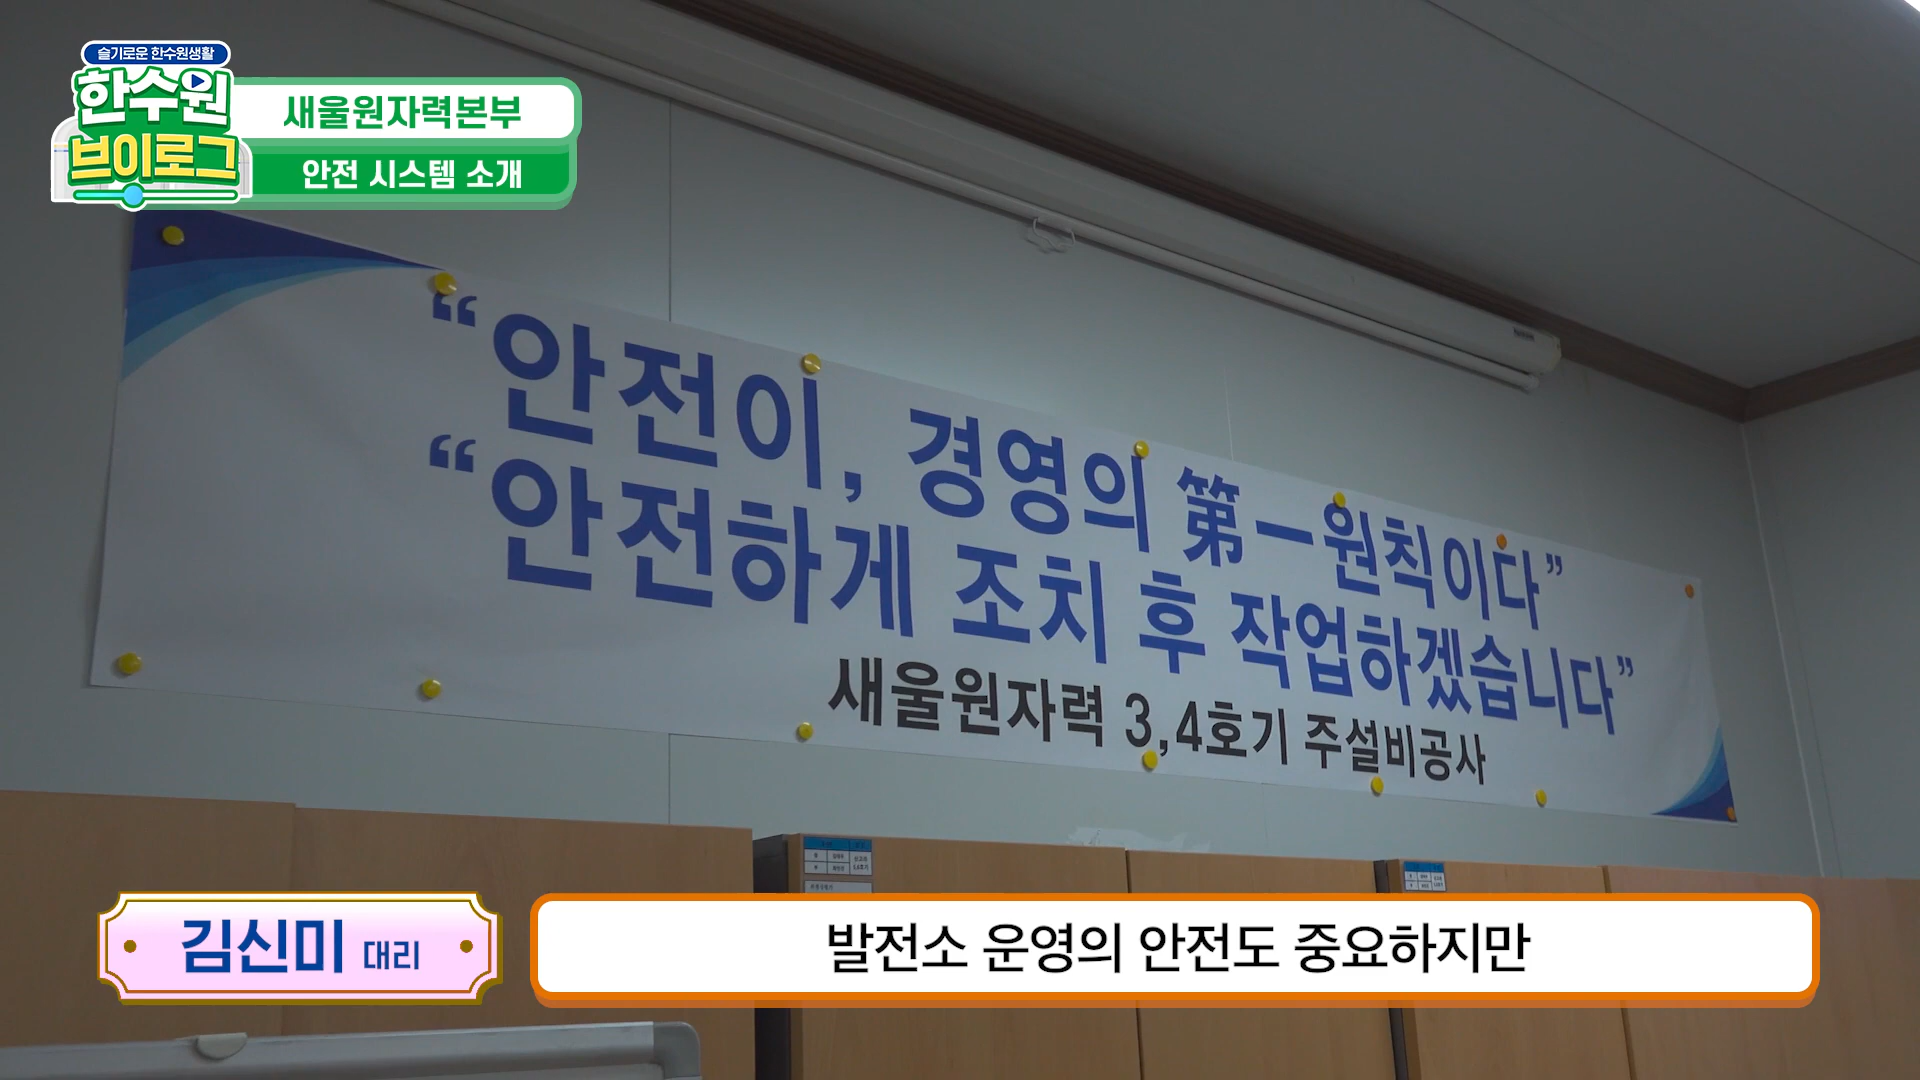 슬기로운 한수원생활
한수원
브이로그
새울원자력본부
안전 시스템 소개
“안전이, 경영의 第一원칙이다”
“안전하게 조치 후 작업하겠습니다”
새울원자력 3,4호기 주설비공사
김신미 대리
발전소 운영의 안전도 중요하지만